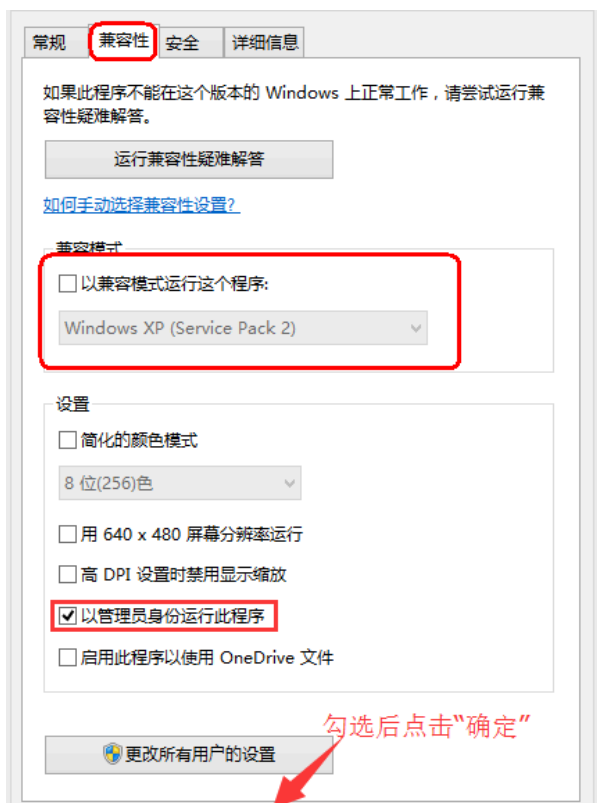 常规 兼容性 安全 详细信息
如果此程序不能在这个版本的 Windows 上正常工作，请尝试运行兼
容性疑难解答。
运行兼容性疑难解答
如何手动选择兼容性设置？
兼容模式
以兼容模式运行这个程序:
Windows XP (Service Pack 2)
设置
简化的颜色模式
8 位(256)色
用 640 x 480 屏幕分辨率运行
高 DPI 设置时禁用显示缩放
以管理员身份运行此程序
启用此程序以使用 OneDrive 文件
勾选后点击“确定”
更改所有用户的设置